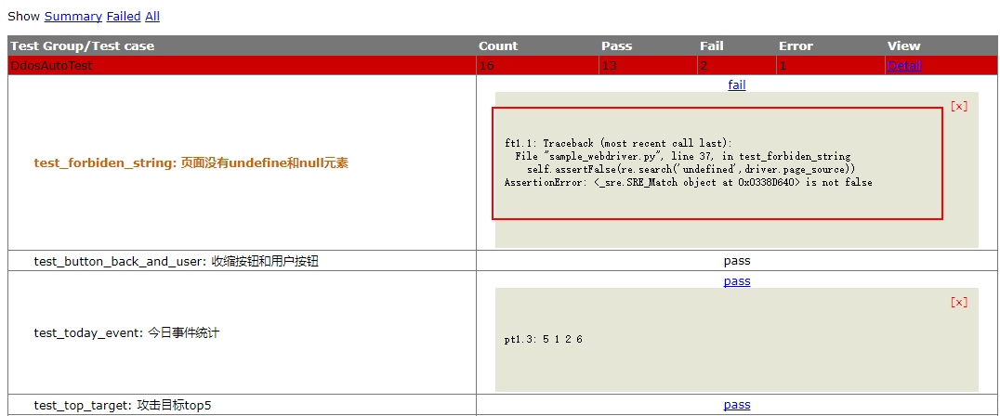 Show Summary Failed All
Test Group/Test case Count Pass Fail Error View
DdosAutoTest 16 13 2 1 Detail
fail
[x]
ft1.1: Traceback (most recent call last):
File "sample_webdriver.py", line 37, in test_forbiden_string
self.assertFalse(re.search('undefined',driver.page_source))
AssertionError: <_sre.SRE_Match object at 0x0338D640> is not false
test_forbiden_string: 页面没有undefine和null元素
test_button_back_and_user: 收缩按钮和用户按钮 pass
pass
[x]
test_today_event: 今日事件统计
pt1.3: 5 1 2 6
test_top_target: 攻击目标top5 pass